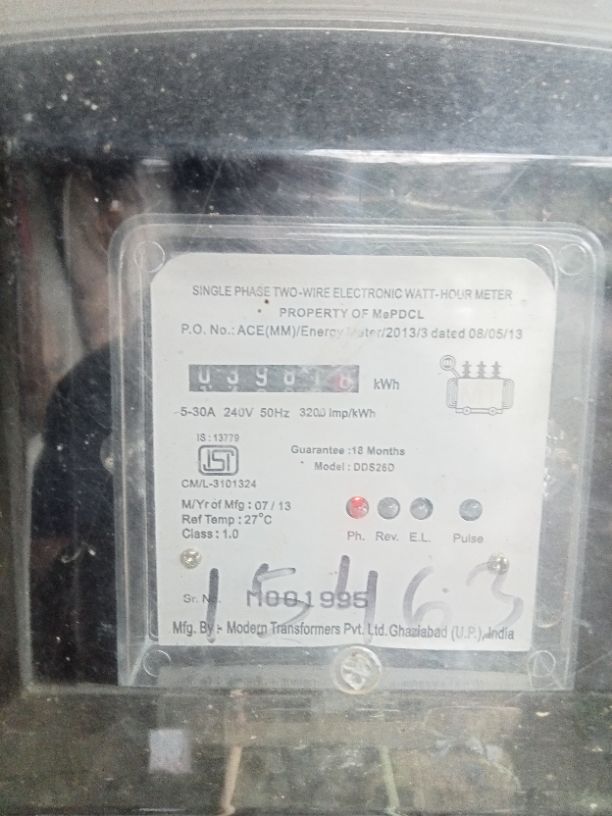 SINGLE PHASE TWO-WIRE ELECTRONIC WATT-HOUR METER
PROPERTY OF MePDCL
P.O. No.: ACE(MM)/Energy Meter/2013/3 dated 08/05/13
kWh
5-30A 240V 50Hz 3200 imp/kWh
IS : 13779
ISI
CM/L-3101324
Guarantee :18 Months
Model : DDS26D
M/Yr of Mfg : 07 / 13
Ref Temp : 27°C
Class : 1.0
Ph. Rev. E.L. Pulse
15463
Sr. No. M001995
Mfg. By :- Modern Transformers Pvt. Ltd. Ghaziabad (U.P.), India